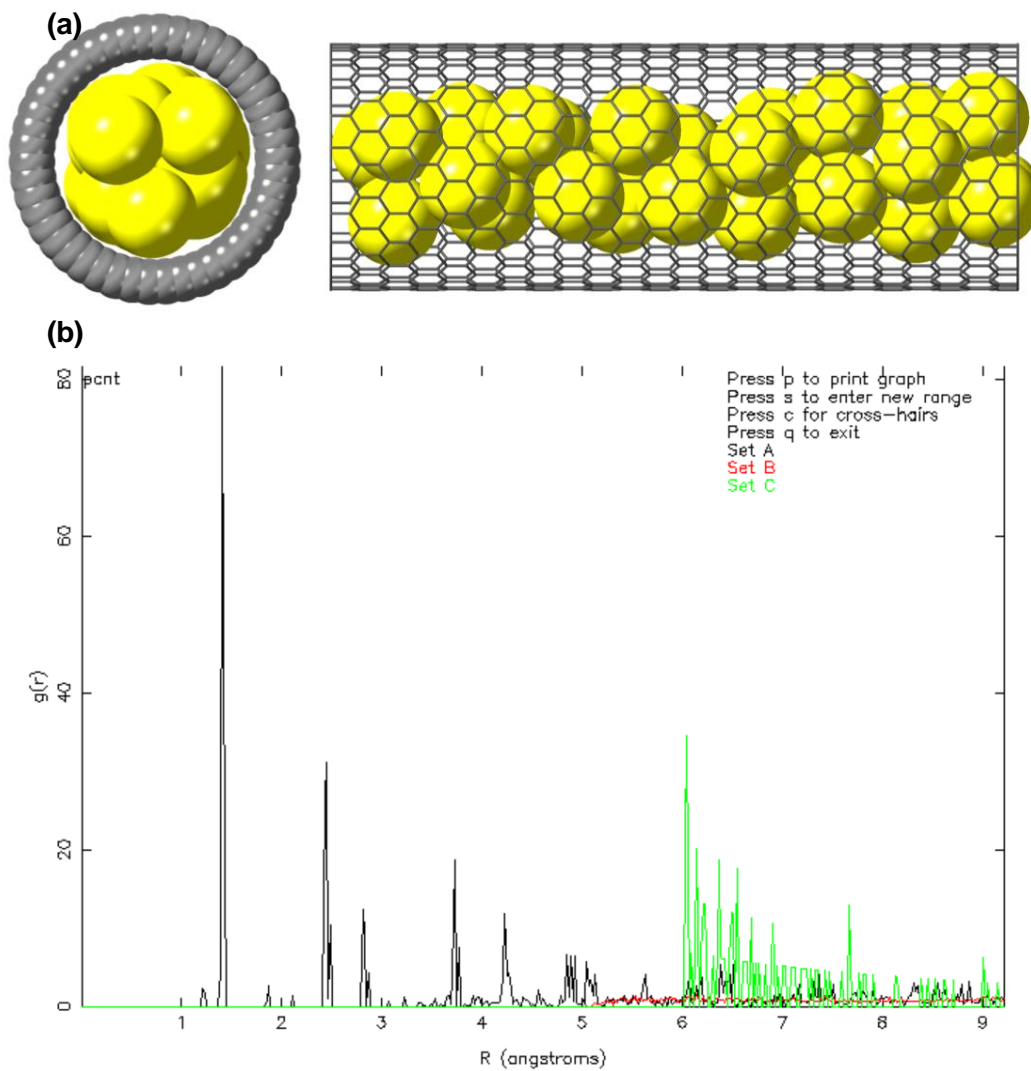 (a)
(b)
pcnt
Press p to print graph
Press s to enter new range
Press c for cross-hairs
Press q to exit
Set A
Set B
Set C
80
60
40
20
0
g(r)
1 2 3 4 5 6 7 8 9
R (angstroms)